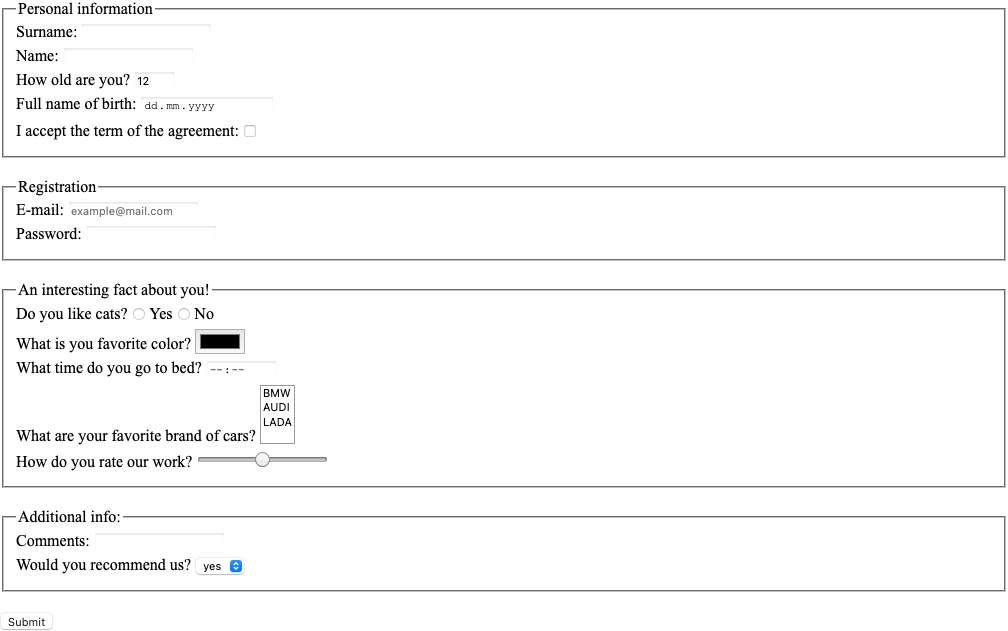 Personal information
Surname:
Name:
How old are you? 12
Full name of birth: dd.mm.yyyy
I accept the term of the agreement:
Registration
E-mail: example@mail.com
Password:
An interesting fact about you!
Do you like cats? Yes No
What is you favorite color?
What time do you go to bed? --:--
BMW
AUDI
LADA
What are your favorite brand of cars?
How do you rate our work?
Additional info:
Comments:
Would you recommend us? yes
Submit